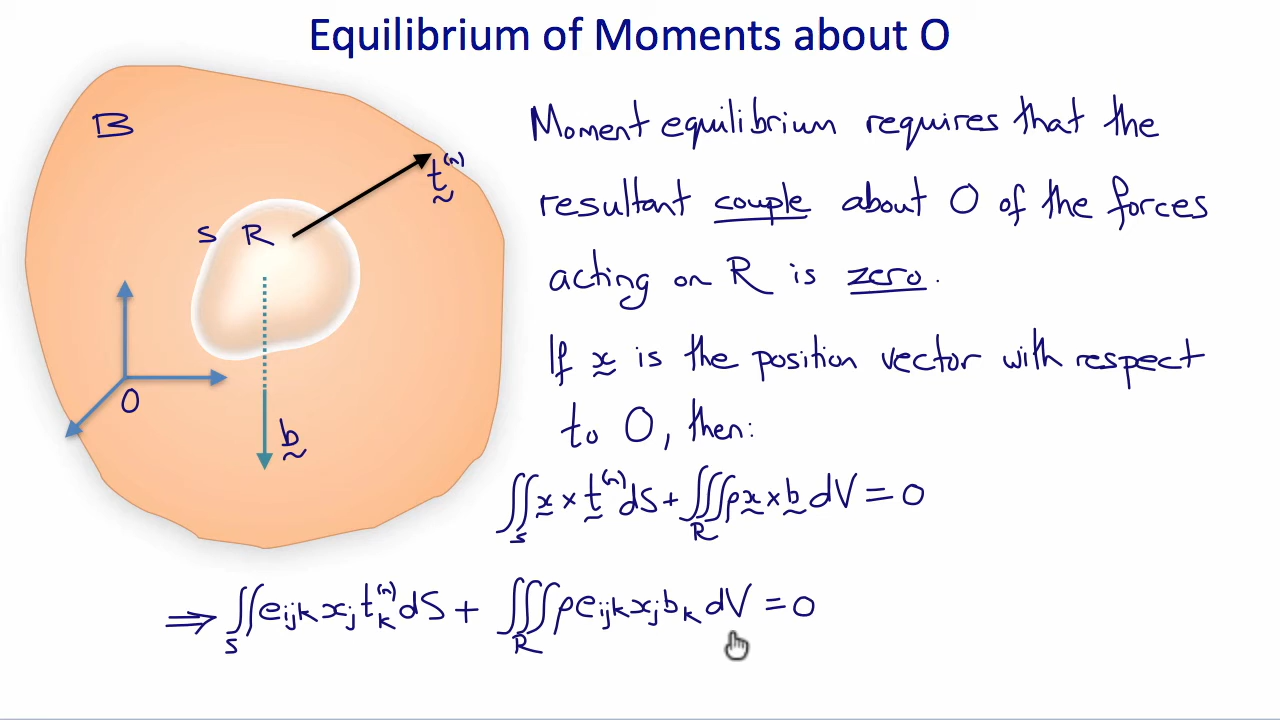 Equilibrium of Moments about O
B
t̰⁽ⁿ⁾
S R
O
b̰
Moment equilibrium requires that the
resultant couple about O of the forces
acting on R is zero.
If x̰ is the position vector with respect
to O, then:
∬_S x̰ × t̰⁽ⁿ⁾ dS + ∭_R ρ x̰ × b̰ dV = 0
⇒ ∬_S e_ijk x_j t_k⁽ⁿ⁾ dS + ∭_R ρ e_ijk x_j b_k dV = 0